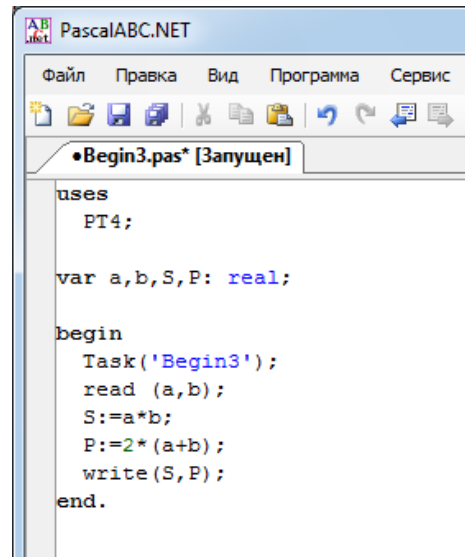 PascalABC.NET
Файл Правка Вид Программа Сервис
•Begin3.pas* [Запущен]
uses
PT4;
var a,b,S,P: real;
begin
Task('Begin3');
read (a,b);
S:=a*b;
P:=2*(a+b);
write(S,P);
end.